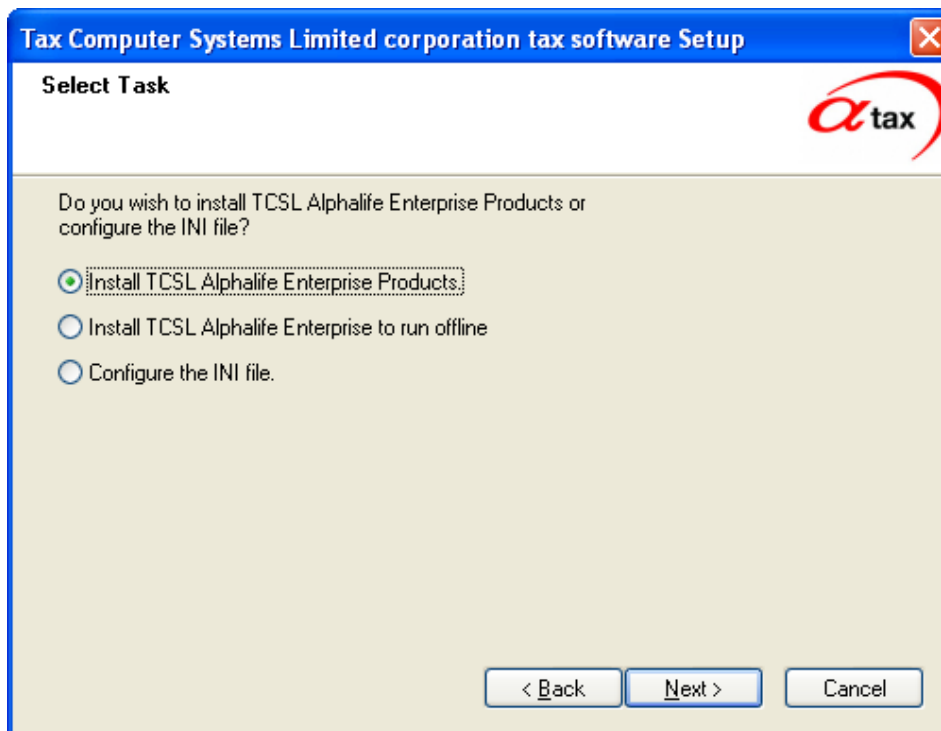 Tax Computer Systems Limited corporation tax software Setup
Select Task
α tax
Do you wish to install TCSL Alphalife Enterprise Products or
configure the INI file?
Install TCSL Alphalife Enterprise Products.
Install TCSL Alphalife Enterprise to run offline
Configure the INI file.
< Back
Next >
Cancel